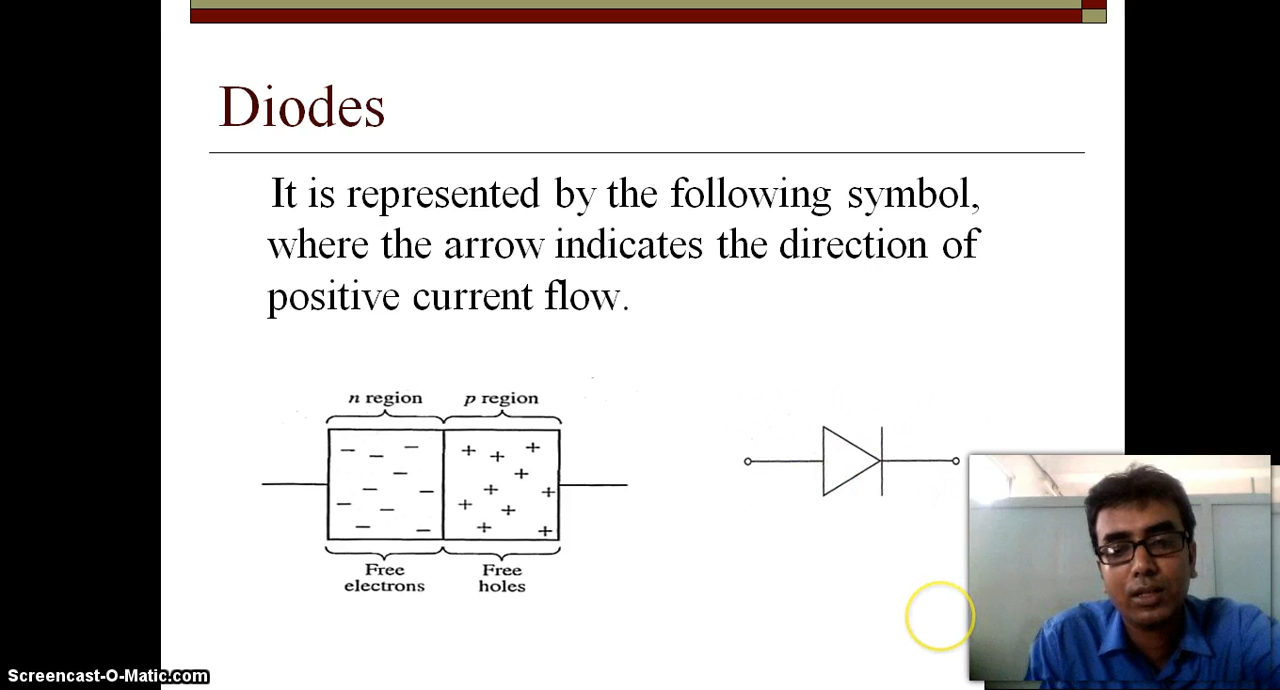 Diodes
It is represented by the following symbol,
where the arrow indicates the direction of
positive current flow.
n region p region
Free electrons
Free holes
Screencast-O-Matic.com